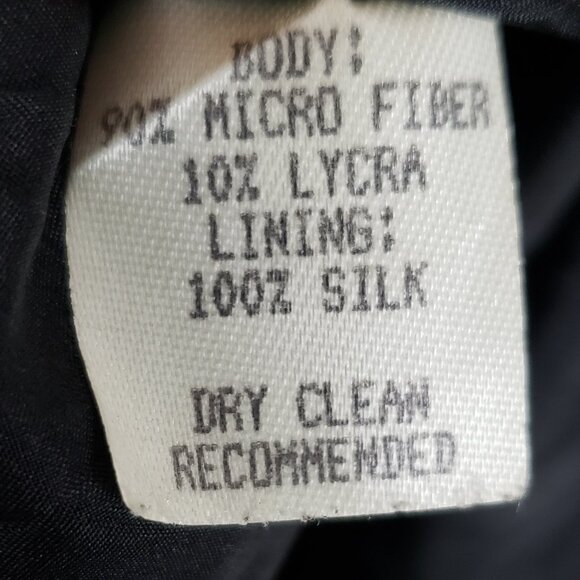 BODY:
90% MICRO FIBER
10% LYCRA
LINING:
100% SILK
DRY CLEAN
RECOMMENDED